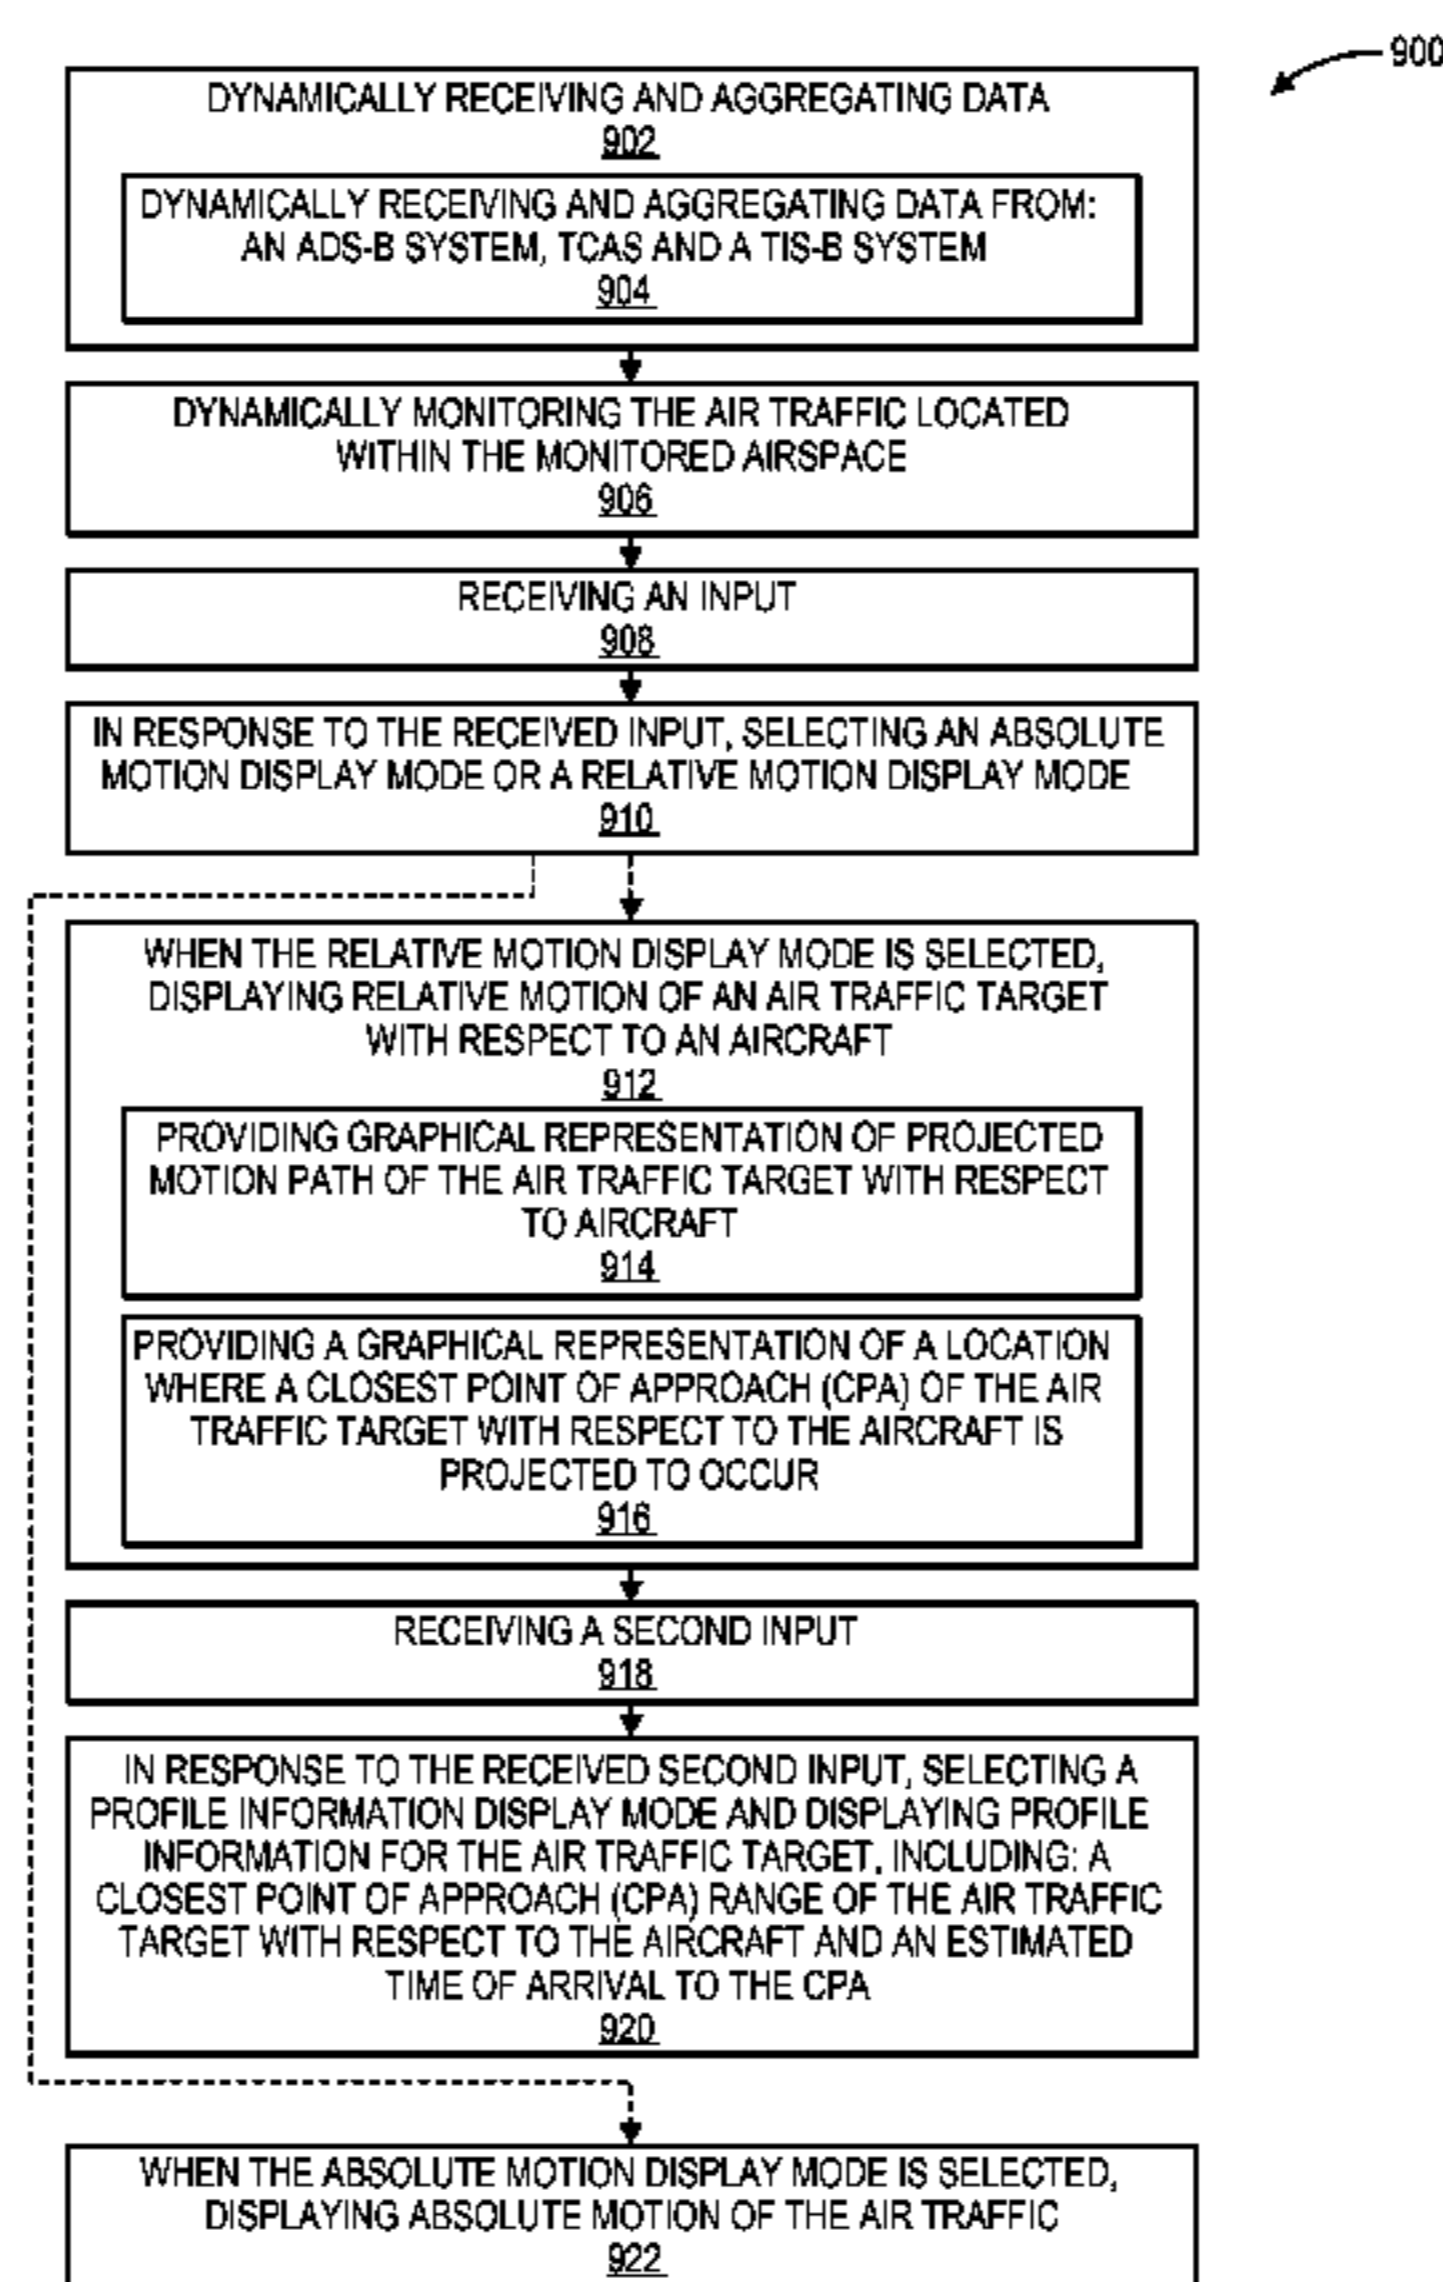 900
DYNAMICALLY RECEIVING AND AGGREGATING DATA
902
DYNAMICALLY RECEIVING AND AGGREGATING DATA FROM:
AN ADS-B SYSTEM, TCAS AND A TIS-B SYSTEM
904
DYNAMICALLY MONITORING THE AIR TRAFFIC LOCATED
WITHIN THE MONITORED AIRSPACE
906
RECEIVING AN INPUT
908
IN RESPONSE TO THE RECEIVED INPUT, SELECTING AN ABSOLUTE
MOTION DISPLAY MODE OR A RELATIVE MOTION DISPLAY MODE
910
WHEN THE RELATIVE MOTION DISPLAY MODE IS SELECTED,
DISPLAYING RELATIVE MOTION OF AN AIR TRAFFIC TARGET
WITH RESPECT TO AN AIRCRAFT
912
PROVIDING GRAPHICAL REPRESENTATION OF PROJECTED
MOTION PATH OF THE AIR TRAFFIC TARGET WITH RESPECT
TO AIRCRAFT
914
PROVIDING A GRAPHICAL REPRESENTATION OF A LOCATION
WHERE A CLOSEST POINT OF APPROACH (CPA) OF THE AIR
TRAFFIC TARGET WITH RESPECT TO THE AIRCRAFT IS
PROJECTED TO OCCUR
916
RECEIVING A SECOND INPUT
918
IN RESPONSE TO THE RECEIVED SECOND INPUT, SELECTING A
PROFILE INFORMATION DISPLAY MODE AND DISPLAYING PROFILE
INFORMATION FOR THE AIR TRAFFIC TARGET, INCLUDING: A
CLOSEST POINT OF APPROACH (CPA) RANGE OF THE AIR TRAFFIC
TARGET WITH RESPECT TO THE AIRCRAFT AND AN ESTIMATED
TIME OF ARRIVAL TO THE CPA
920
WHEN THE ABSOLUTE MOTION DISPLAY MODE IS SELECTED,
DISPLAYING ABSOLUTE MOTION OF THE AIR TRAFFIC
922